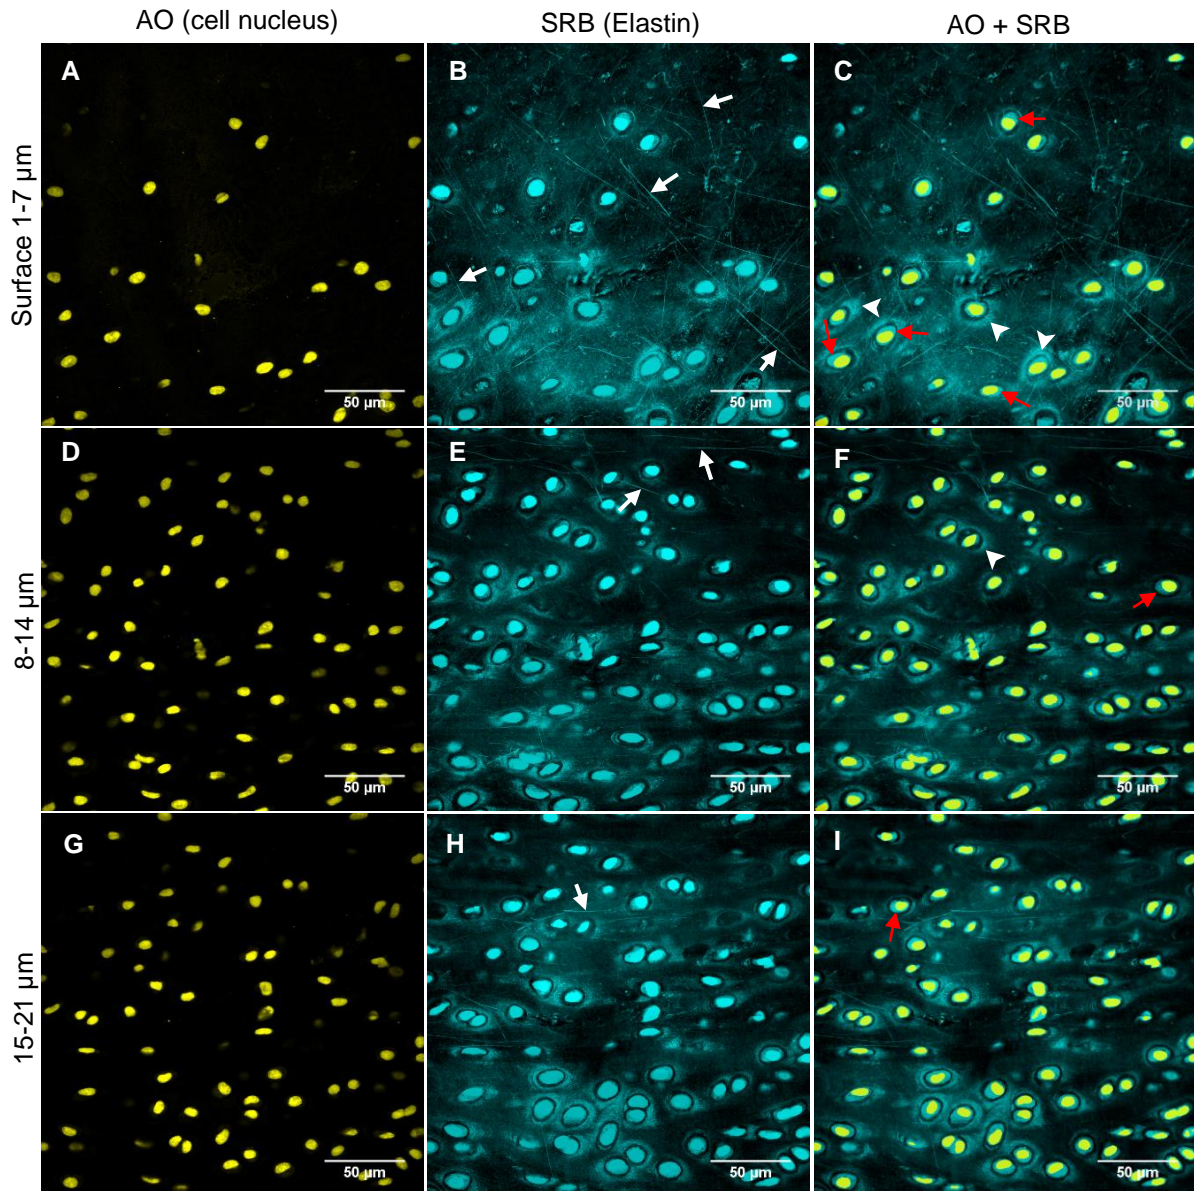 AO (cell nucleus)
SRB (Elastin)
AO + SRB
Surface 1-7 µm
A
50 µm
B
50 µm
C
50 µm
8-14 µm
D
50 µm
E
50 µm
F
50 µm
15-21 µm
G
50 µm
H
50 µm
I
50 µm